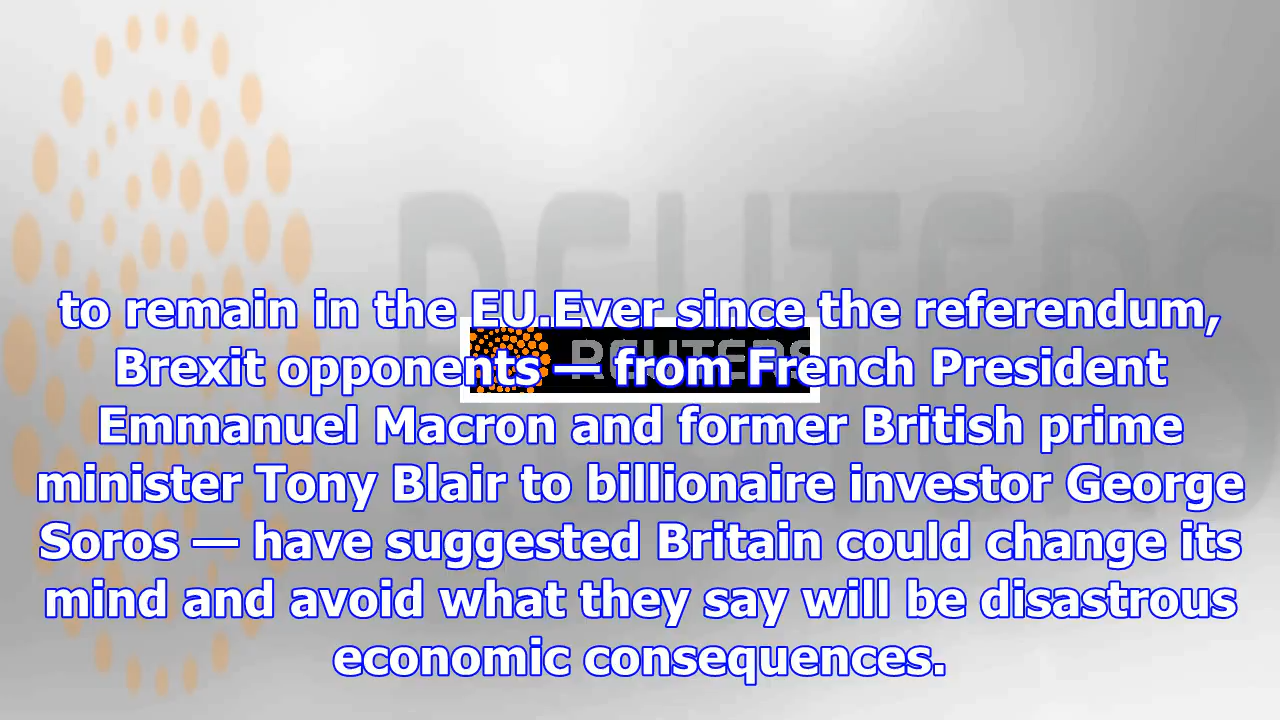 REUTERS
to remain in the EU.Ever since the referendum,
REUTERS
Brexit opponents — from French President
Emmanuel Macron and former British prime
minister Tony Blair to billionaire investor George
Soros — have suggested Britain could change its
mind and avoid what they say will be disastrous
economic consequences.